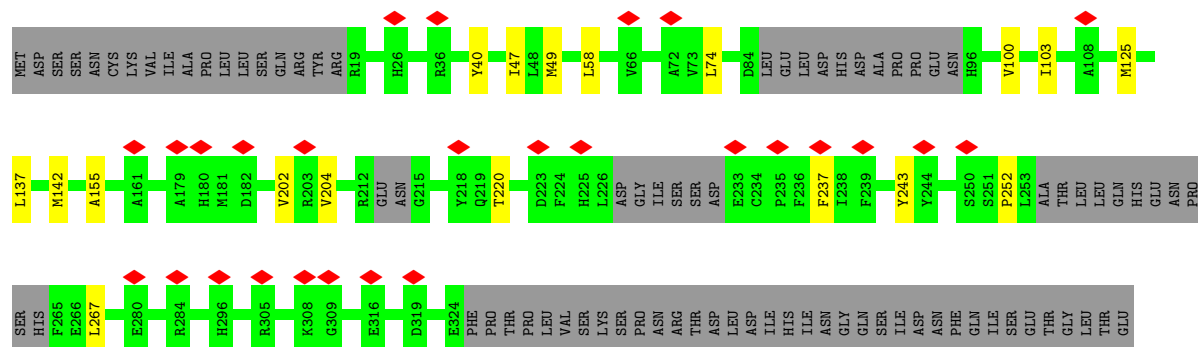 MET ASP SER SER ASN CYS LYS VAL ILE ALA PRO LEU LEU SER GLN ARG TYR ARG R19 H26 R36 Y40 I47 L48 M49 L58 V66 A72 V73 L74 D84 LEU GLU LEU ASP HIS ASP ALA PRO PRO GLU ASN H96 V100 I103 A108 M125
L137 M142 A155 A161 A179 H180 M181 D182 V202 R203 V204 R212 GLU ASN G215 Y218 Q219 T220 D223 F224 H225 L226 ASP GLY ILE SER SER ASP E233 C234 P235 F236 F237 I238 F239 Y243 Y244 S250 S251 P252 L253 ALA THR LEU LEU GLN HIS GLU ASN PRO
SER HIS F265 E266 L267 E280 R284 H296 R305 K308 G309 E316 D319 E324 PHE PRO THR PRO LEU VAL SER LYS SER PRO ASN ARG THR ASP LEU ASP ILE HIS ILE ASN GLY GLN SER ILE ASP ASN PHE GLN ILE SER GLU THR GLY LEU THR GLU